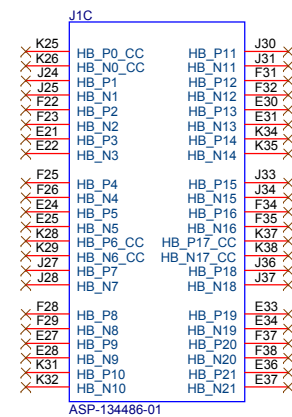 J1C
K25 HB_P0_CC HB_P11 J30
K26 HB_N0_CC HB_N11 J31
J24 HB_P1 HB_P12 F31
J25 HB_N1 HB_N12 F32
F22 HB_P2 HB_P13 E30
F23 HB_N2 HB_N13 E31
E21 HB_P3 HB_P14 K34
E22 HB_N3 HB_N14 K35
F25 HB_P4 HB_P15 J33
F26 HB_N4 HB_N15 J34
E24 HB_P5 HB_P16 F34
E25 HB_N5 HB_N16 F35
K28 HB_P6_CC HB_P17_CC K37
K29 HB_N6_CC HB_N17_CC K38
J27 HB_P7 HB_P18 J36
J28 HB_N7 HB_N18 J37
F28 HB_P8 HB_P19 E33
F29 HB_N8 HB_N19 E34
E27 HB_P9 HB_P20 F37
E28 HB_N9 HB_N20 F38
K31 HB_P10 HB_P21 E36
K32 HB_N10 HB_N21 E37
ASP-134486-01